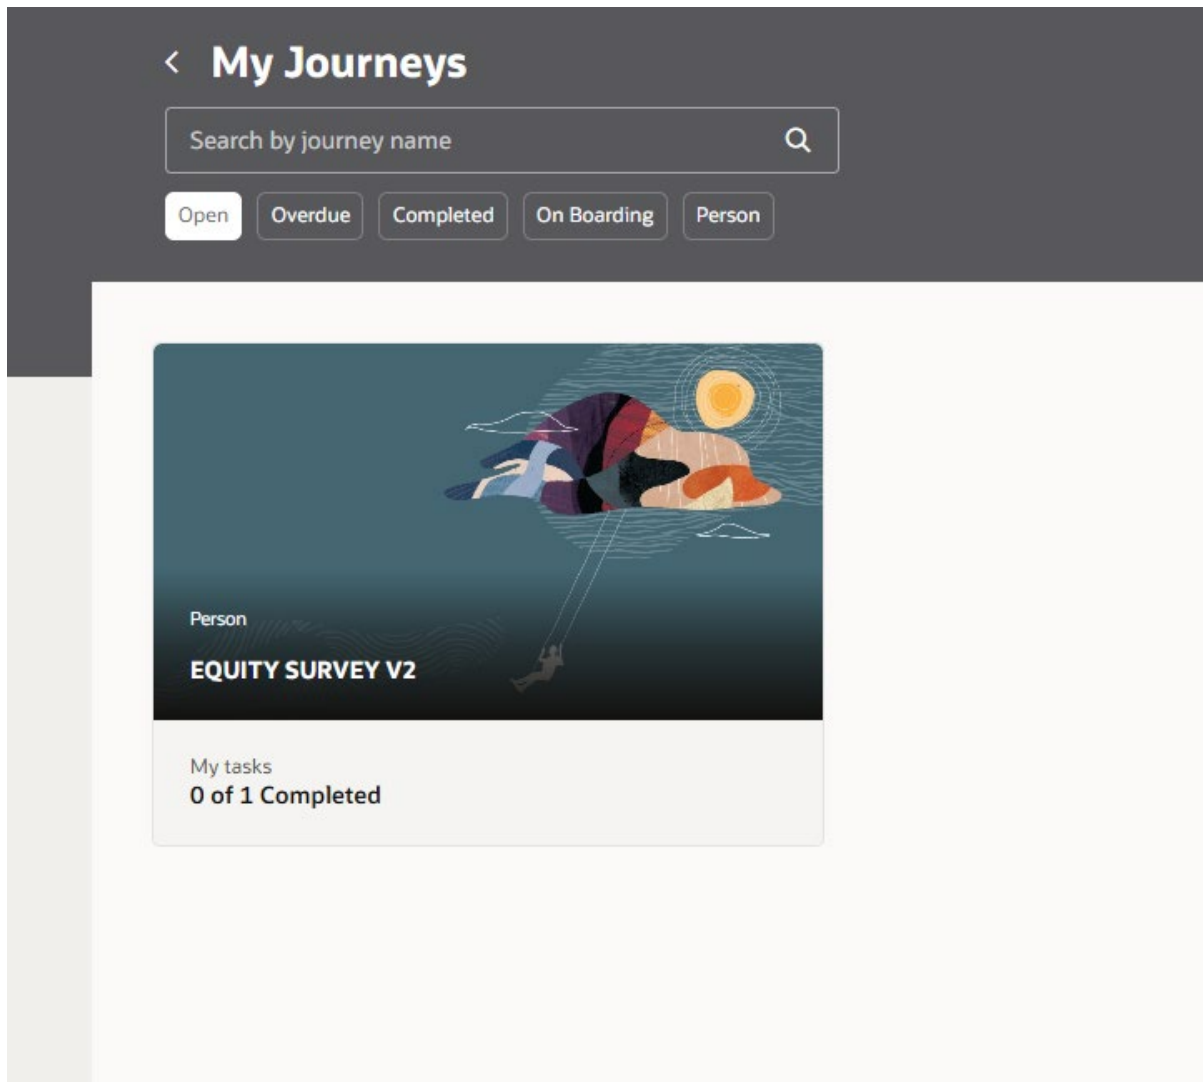 My Journeys
Search by journey name
Open Overdue Completed On Boarding Person
Person
EQUITY SURVEY V2
My tasks
0 of 1 Completed